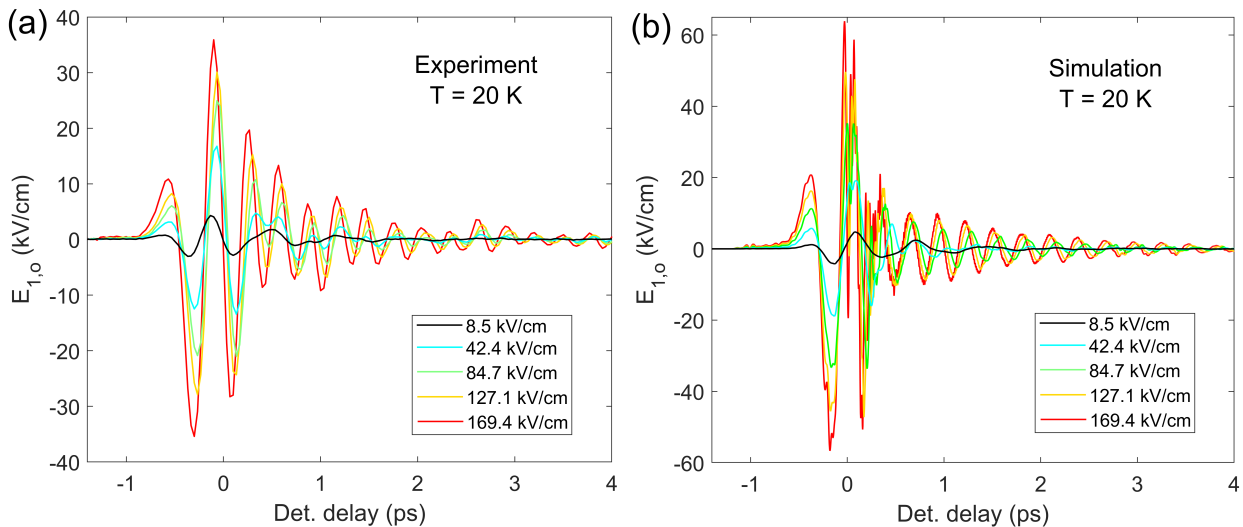 (a)
Experiment
T = 20 K
E1,o (kV/cm)
40
30
20
10
0
-10
-20
-30
-40
-1
0
1
2
3
4
Det. delay (ps)
8.5 kV/cm
42.4 kV/cm
84.7 kV/cm
127.1 kV/cm
169.4 kV/cm
(b)
Simulation
T = 20 K
E1,o (kV/cm)
60
40
20
0
-20
-40
-60
-1
0
1
2
3
4
Det. delay (ps)
8.5 kV/cm
42.4 kV/cm
84.7 kV/cm
127.1 kV/cm
169.4 kV/cm